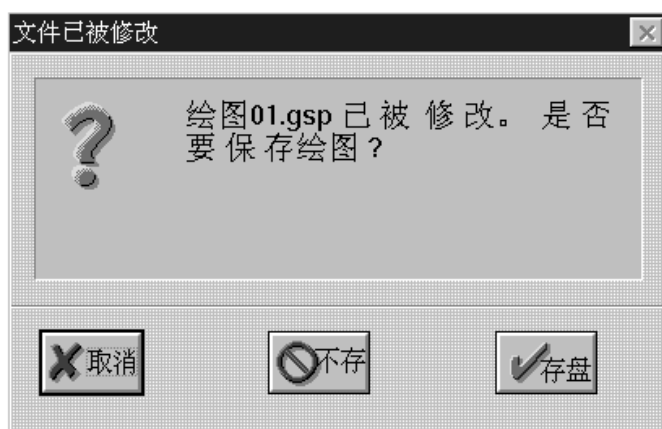 文件已被修改
绘图01.gsp 已被 修改。 是否
要保存绘图?
取消
不存
存盘